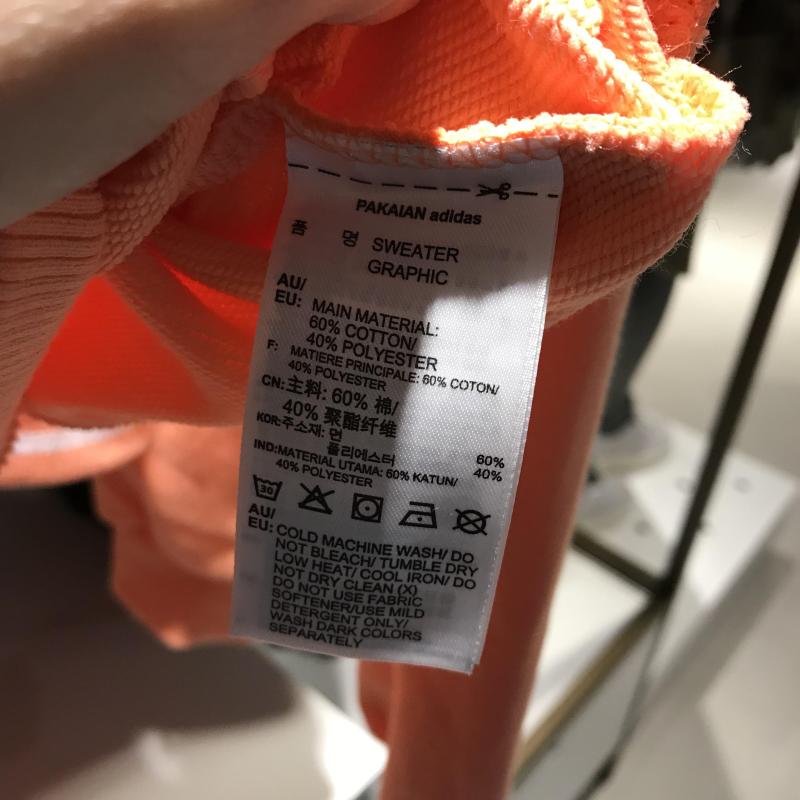 PAKAIAN adidas
품 명 SWEATER
GRAPHIC
AU/
EU: MAIN MATERIAL:
60% COTTON/
40% POLYESTER
F: MATIERE PRINCIPALE: 60% COTON/
40% POLYESTER
CN: 主料: 60% 棉/
40% 聚酯纤维
KOR: 주소재: 면 60%
폴리에스터 40%
IND: MATERIAL UTAMA: 60% KATUN/
40% POLYESTER
30
AU/
EU: COLD MACHINE WASH/ DO
NOT BLEACH/ TUMBLE DRY
LOW HEAT/ COOL IRON/ DO
NOT DRY CLEAN (X)
DO NOT USE FABRIC
SOFTENER/USE MILD
DETERGENT ONLY/
WASH DARK COLORS
SEPARATELY